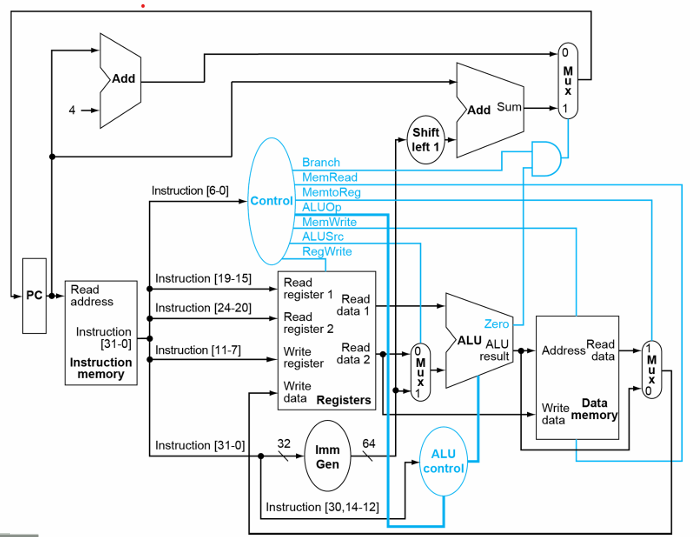 Add
4
Add Sum
0
Mux
1
Shift
left 1
Branch
MemRead
MemtoReg
ALUOp
MemWrite
ALUSrc
RegWrite
Control
Instruction [6-0]
PC
Read
address
Instruction
[31-0]
Instruction
memory
Instruction [19-15]
Instruction [24-20]
Instruction [11-7]
Instruction [31-0]
Read
register 1
Read
register 2
Write
register
Write
data
Read
data 1
Read
data 2
Registers
0
Mux
1
Zero
ALU
ALU
result
Address
Read
data
Write
data
Data
memory
1
Mux
0
32
Imm
Gen
64
ALU
control
Instruction [30,14-12]